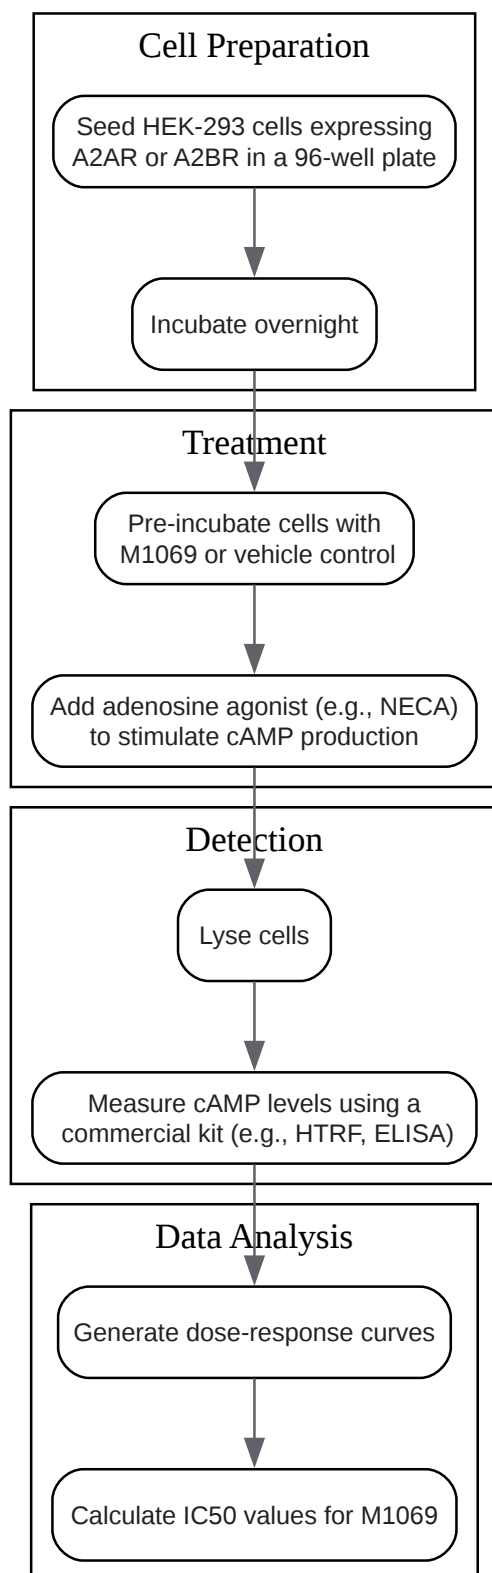 Cell Preparation
Seed HEK-293 cells expressing
A2AR or A2BR in a 96-well plate
Incubate overnight
Treatment
Pre-incubate cells with
M1069 or vehicle control
Add adenosine agonist (e.g., NECA)
to stimulate cAMP production
Detection
Lyse cells
Measure cAMP levels using a
commercial kit (e.g., HTRF, ELISA)
Data Analysis
Generate dose-response curves
Calculate IC50 values for M1069